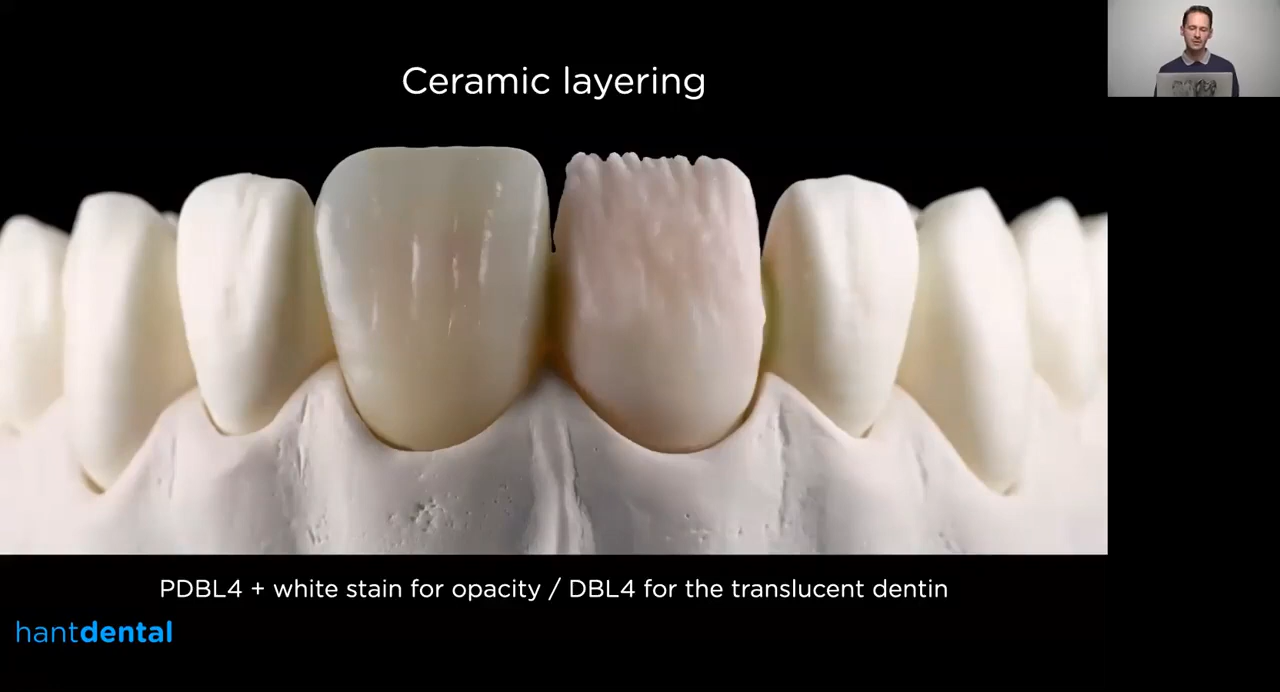 Ceramic layering
PDBL4 + white stain for opacity / DBL4 for the translucent dentin
hantdental